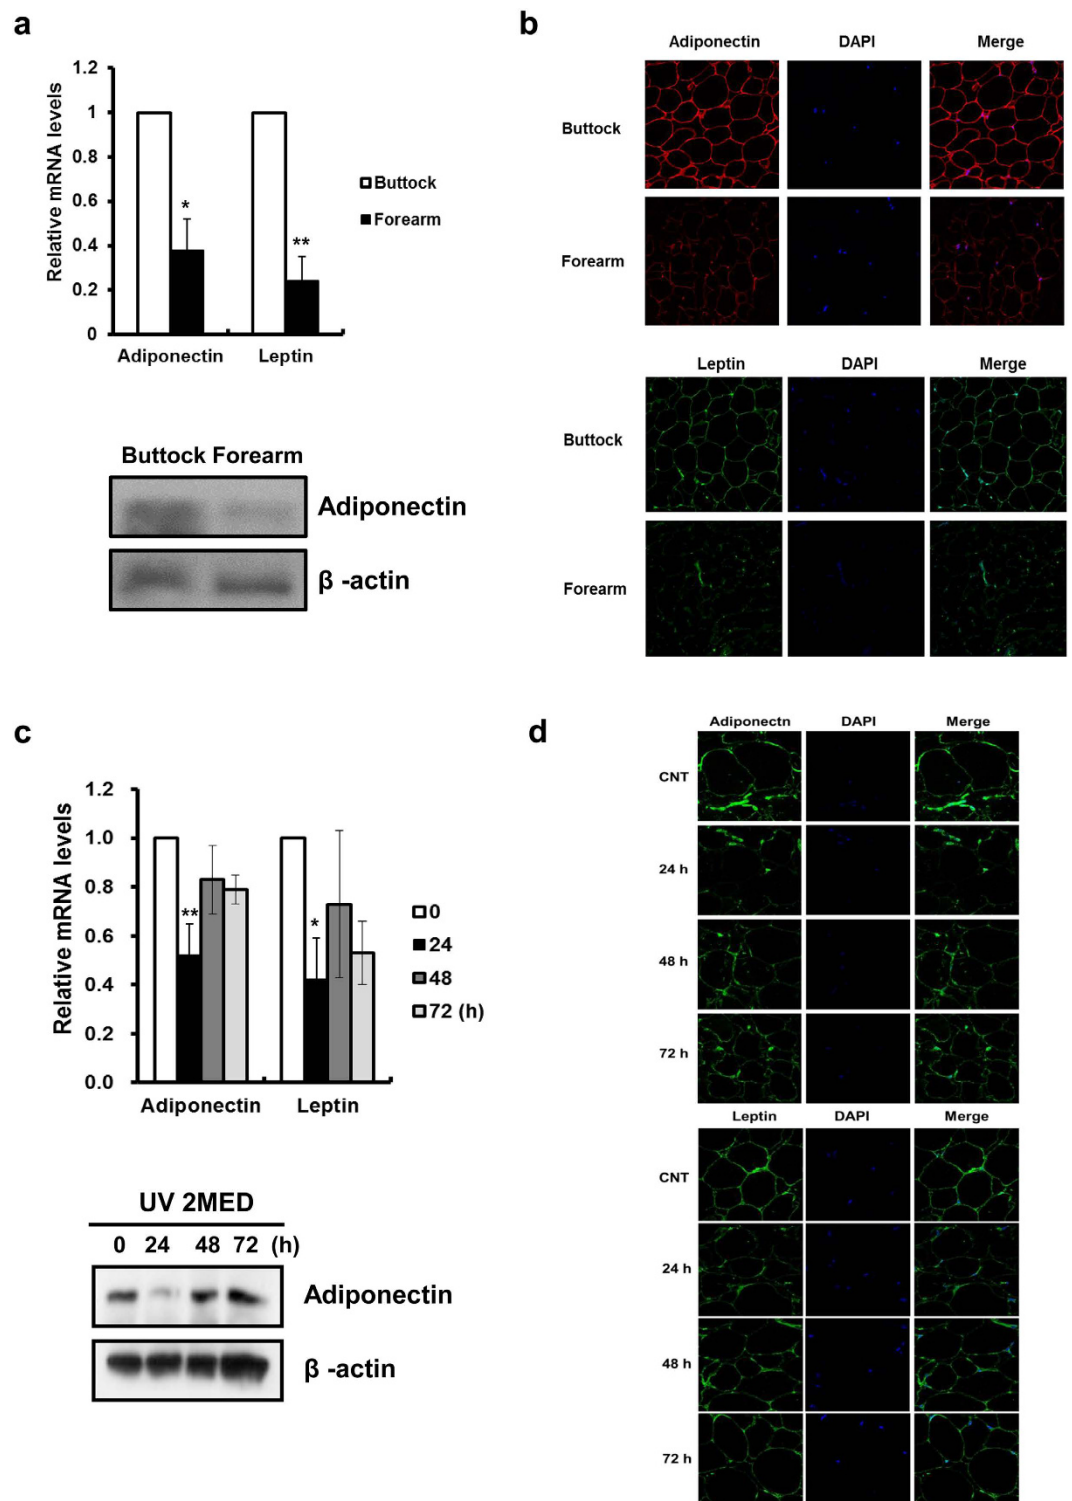 a
1.2
1
0.8
0.6
0.4
0.2
0
Relative mRNA levels
*
**
Buttock
Forearm
Adiponectin Leptin
Buttock Forearm
Adiponectin
β -actin
b
Adiponectin DAPI Merge
Buttock
Forearm
Leptin DAPI Merge
Buttock
Forearm
c
1.2
1.0
0.8
0.6
0.4
0.2
0.0
Relative mRNA levels
**
*
0
24
48
72 (h)
Adiponectin Leptin
UV 2MED
0 24 48 72 (h)
Adiponectin
β -actin
d
Adiponectn DAPI Merge
CNT
24 h
48 h
72 h
Leptin DAPI Merge
CNT
24 h
48 h
72 h